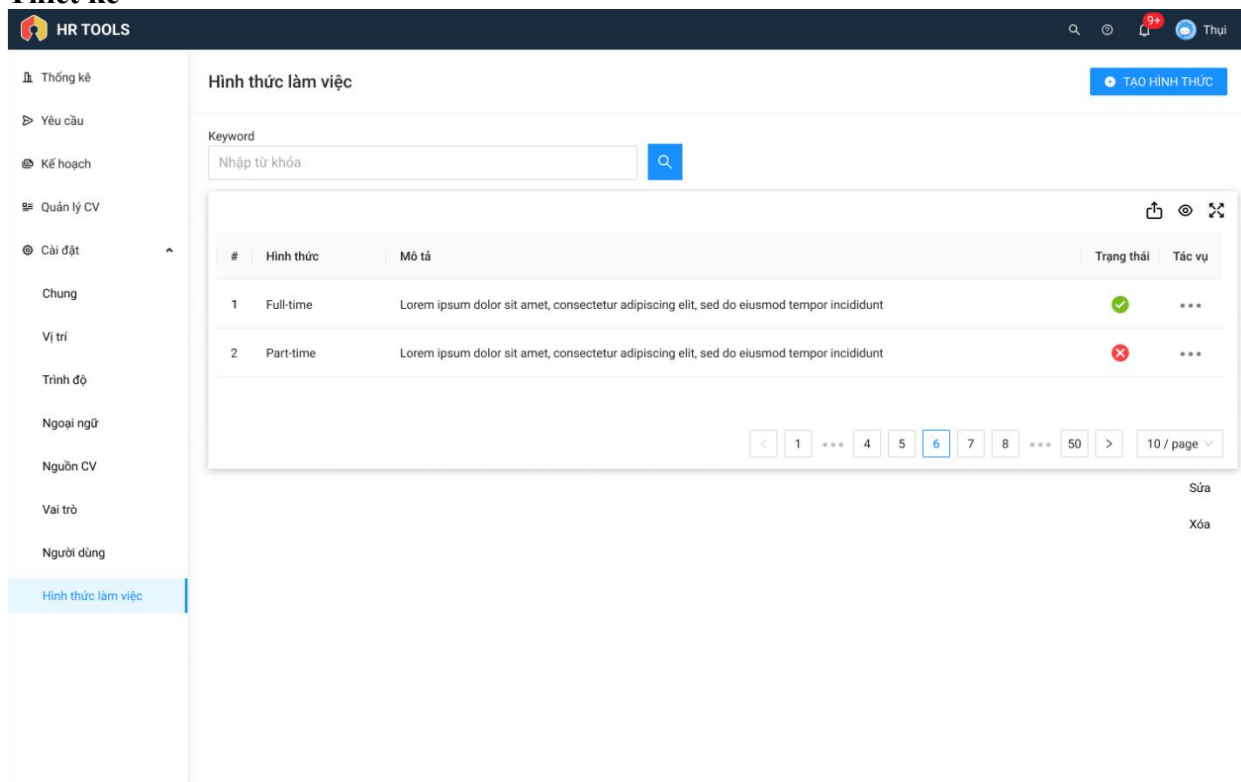 Thiết kế
HR TOOLS
9+
Thụi
Thống kê
Yêu cầu
Kế hoạch
Quản lý CV
Cài đặt
Chung
Vị trí
Trình độ
Ngoại ngữ
Nguồn CV
Vai trò
Người dùng
Hình thức làm việc
Hình thức làm việc
TẠO HÌNH THỨC
Keyword
Nhập từ khóa
# Hình thức Mô tả Trạng thái Tác vụ
1 Full-time Lorem ipsum dolor sit amet, consectetur adipiscing elit, sed do eiusmod tempor incididunt
2 Part-time Lorem ipsum dolor sit amet, consectetur adipiscing elit, sed do eiusmod tempor incididunt
< 1 ••• 4 5 6 7 8 ••• 50 > 10 / page
Sửa
Xóa